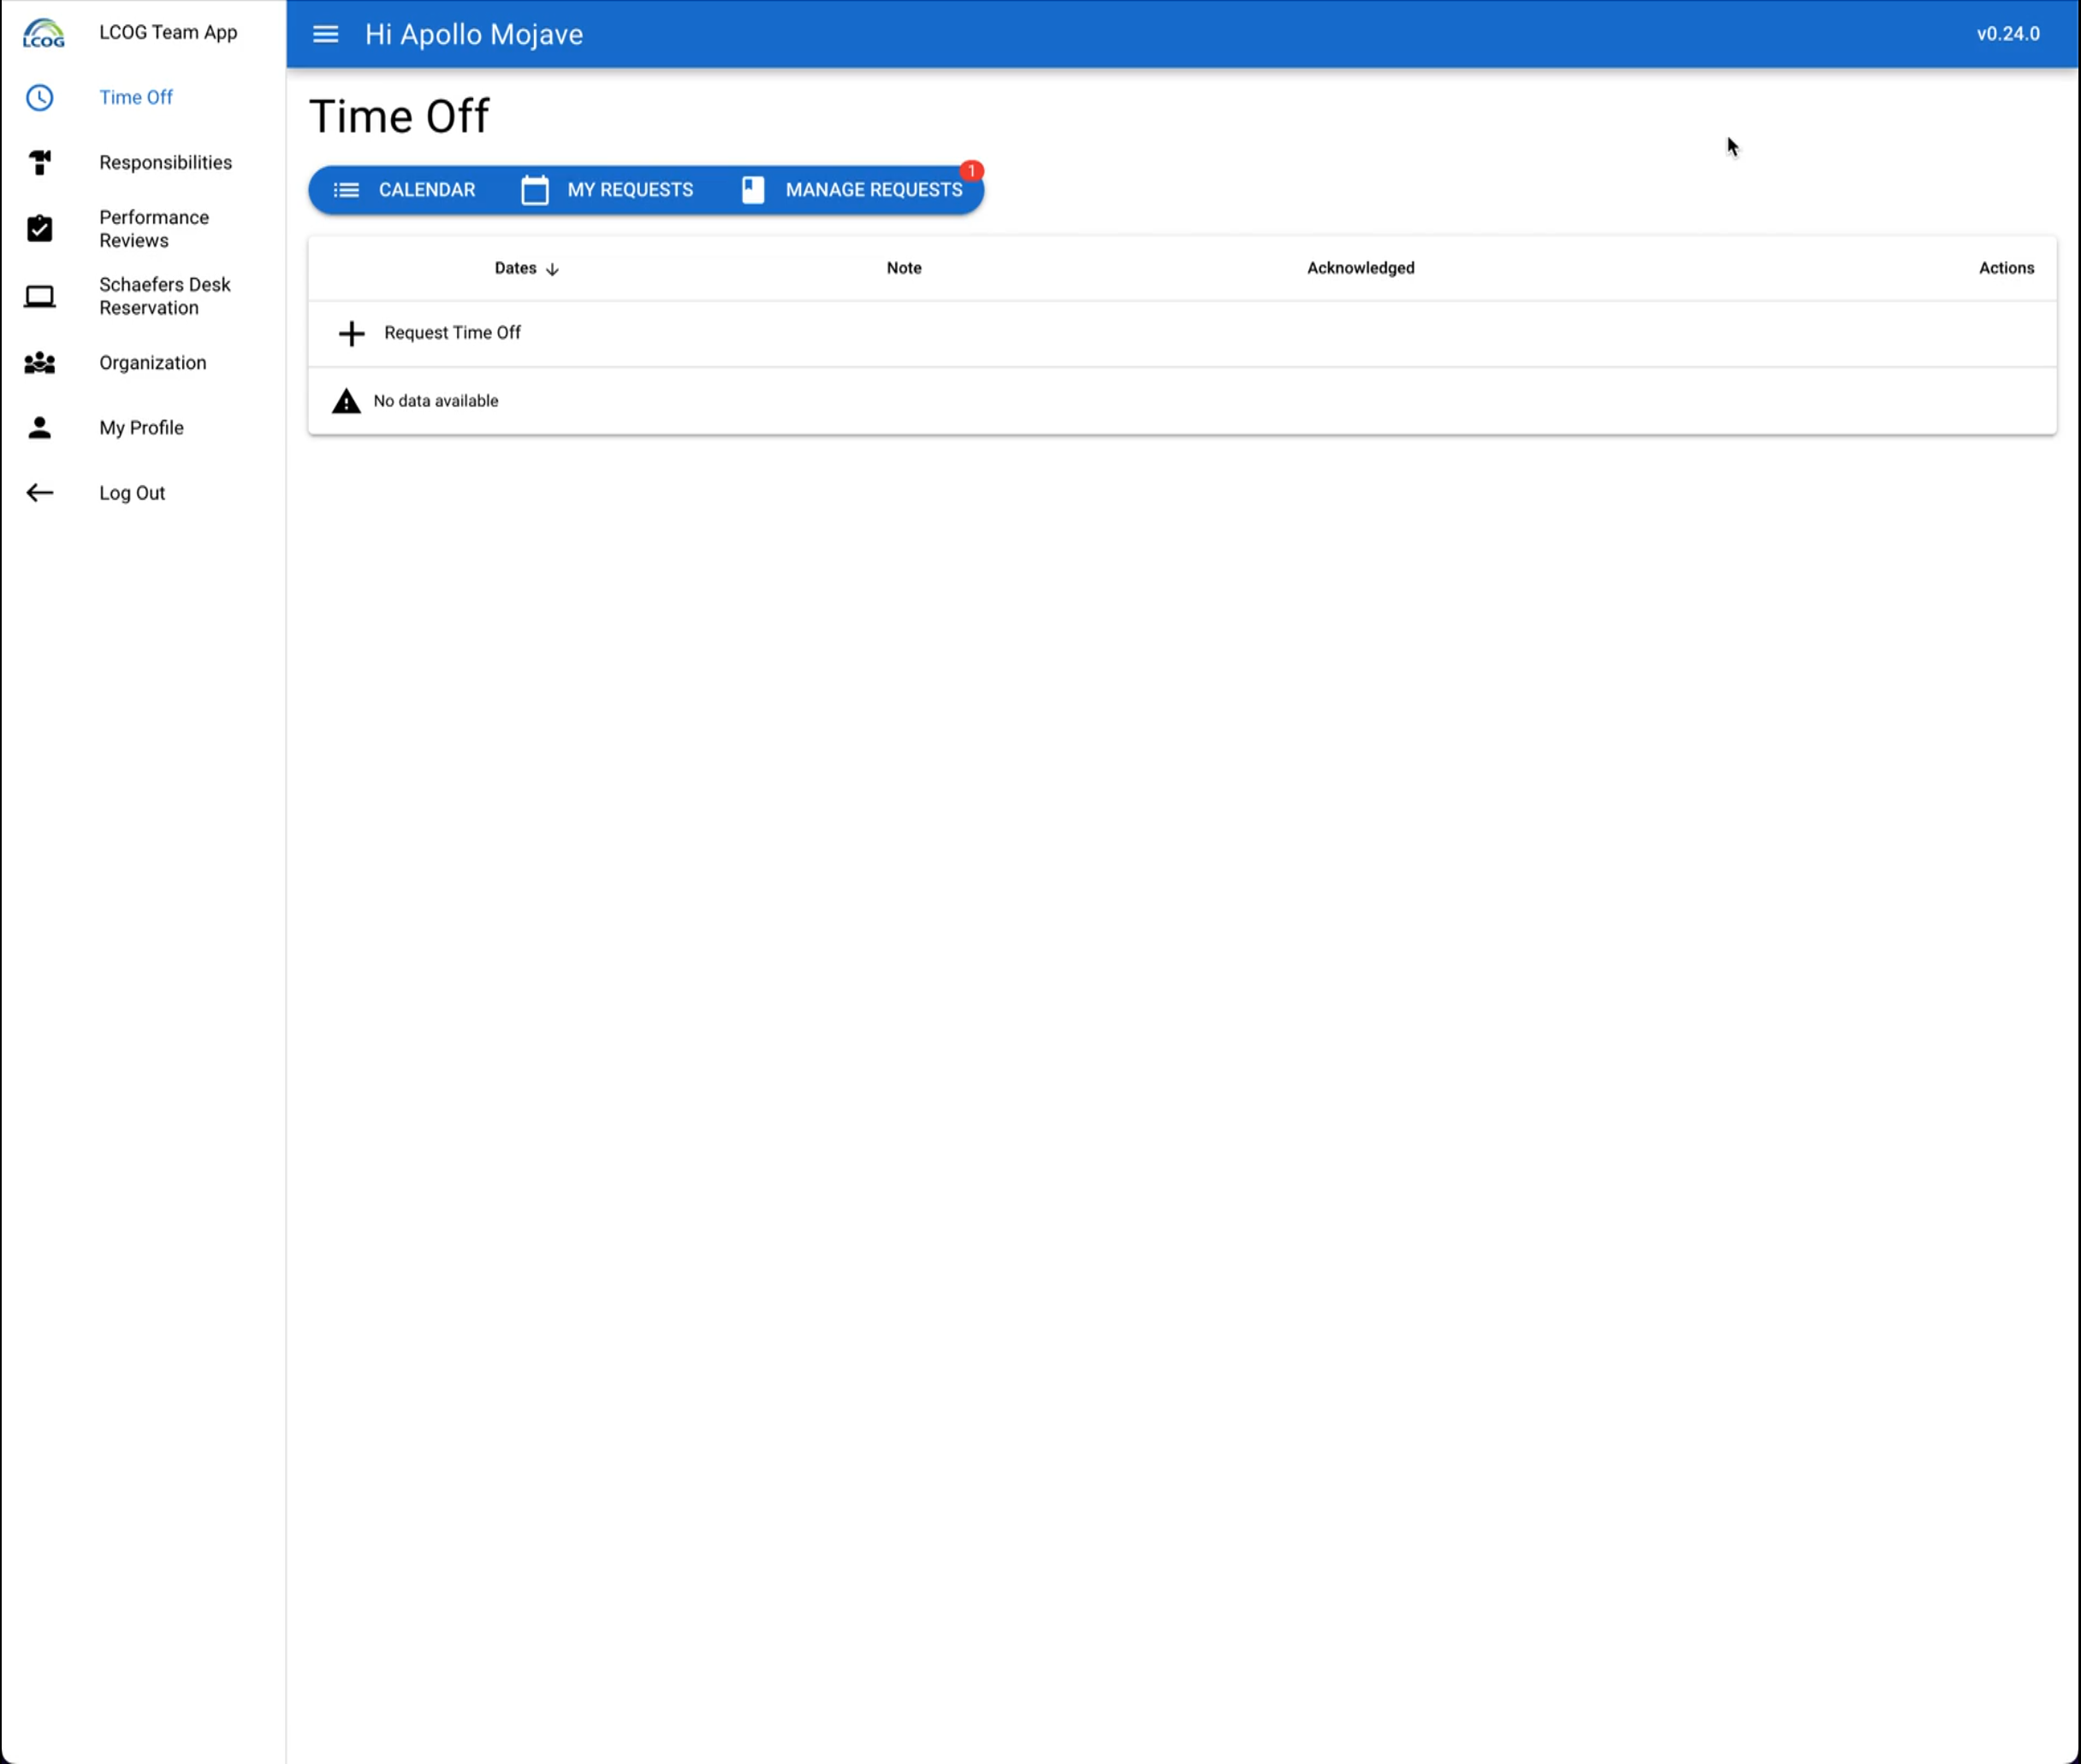 LCOG
LCOG Team App
Hi Apollo Mojave
v0.24.0
Time Off
Responsibilities
Performance
Reviews
Schaefers Desk
Reservation
Organization
My Profile
Log Out
Time Off
CALENDAR
MY REQUESTS
MANAGE REQUESTS
1
Dates
Note
Acknowledged
Actions
Request Time Off
No data available